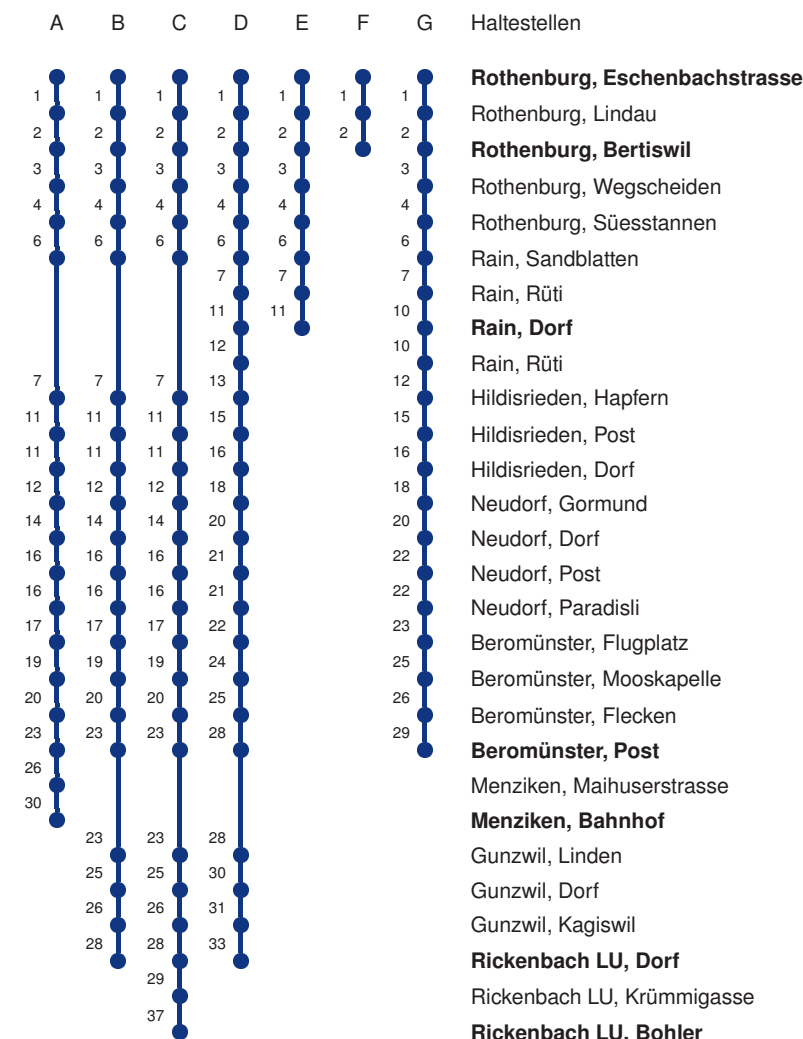 A B C D E F G Haltestellen
Rothenburg, Eschenbachstrasse
1 1 1 1 1 1 1
Rothenburg, Lindau
2 2 2 2 2 2 2
Rothenburg, Bertiswil
3 3 3 3 3 3
Rothenburg, Wegscheiden
4 4 4 4 4 4
Rothenburg, Süesstannen
6 6 6 6 6 6
Rain, Sandblatten
7 7 7
Rain, Rüti
11 11 10
Rain, Dorf
12 10
Rain, Rüti
7 7 7 13 12
Hildisrieden, Hapfern
11 11 11 15 15
Hildisrieden, Post
11 11 11 16 16
Hildisrieden, Dorf
12 12 12 18 18
Neudorf, Gormund
14 14 14 20 20
Neudorf, Dorf
16 16 16 21 22
Neudorf, Post
16 16 16 21 22
Neudorf, Paradisli
17 17 17 22 23
Beromünster, Flugplatz
19 19 19 24 25
Beromünster, Mooskapelle
20 20 20 25 26
Beromünster, Flecken
23 23 23 28 29
Beromünster, Post
26
Menziken, Maihuserstrasse
30
Menziken, Bahnhof
23 23 28
Gunzwil, Linden
25 25 30
Gunzwil, Dorf
26 26 31
Gunzwil, Kagiswil
28 28 33
Rickenbach LU, Dorf
29
Rickenbach LU, Krümmigasse
37
Rickenbach LU, Bohler